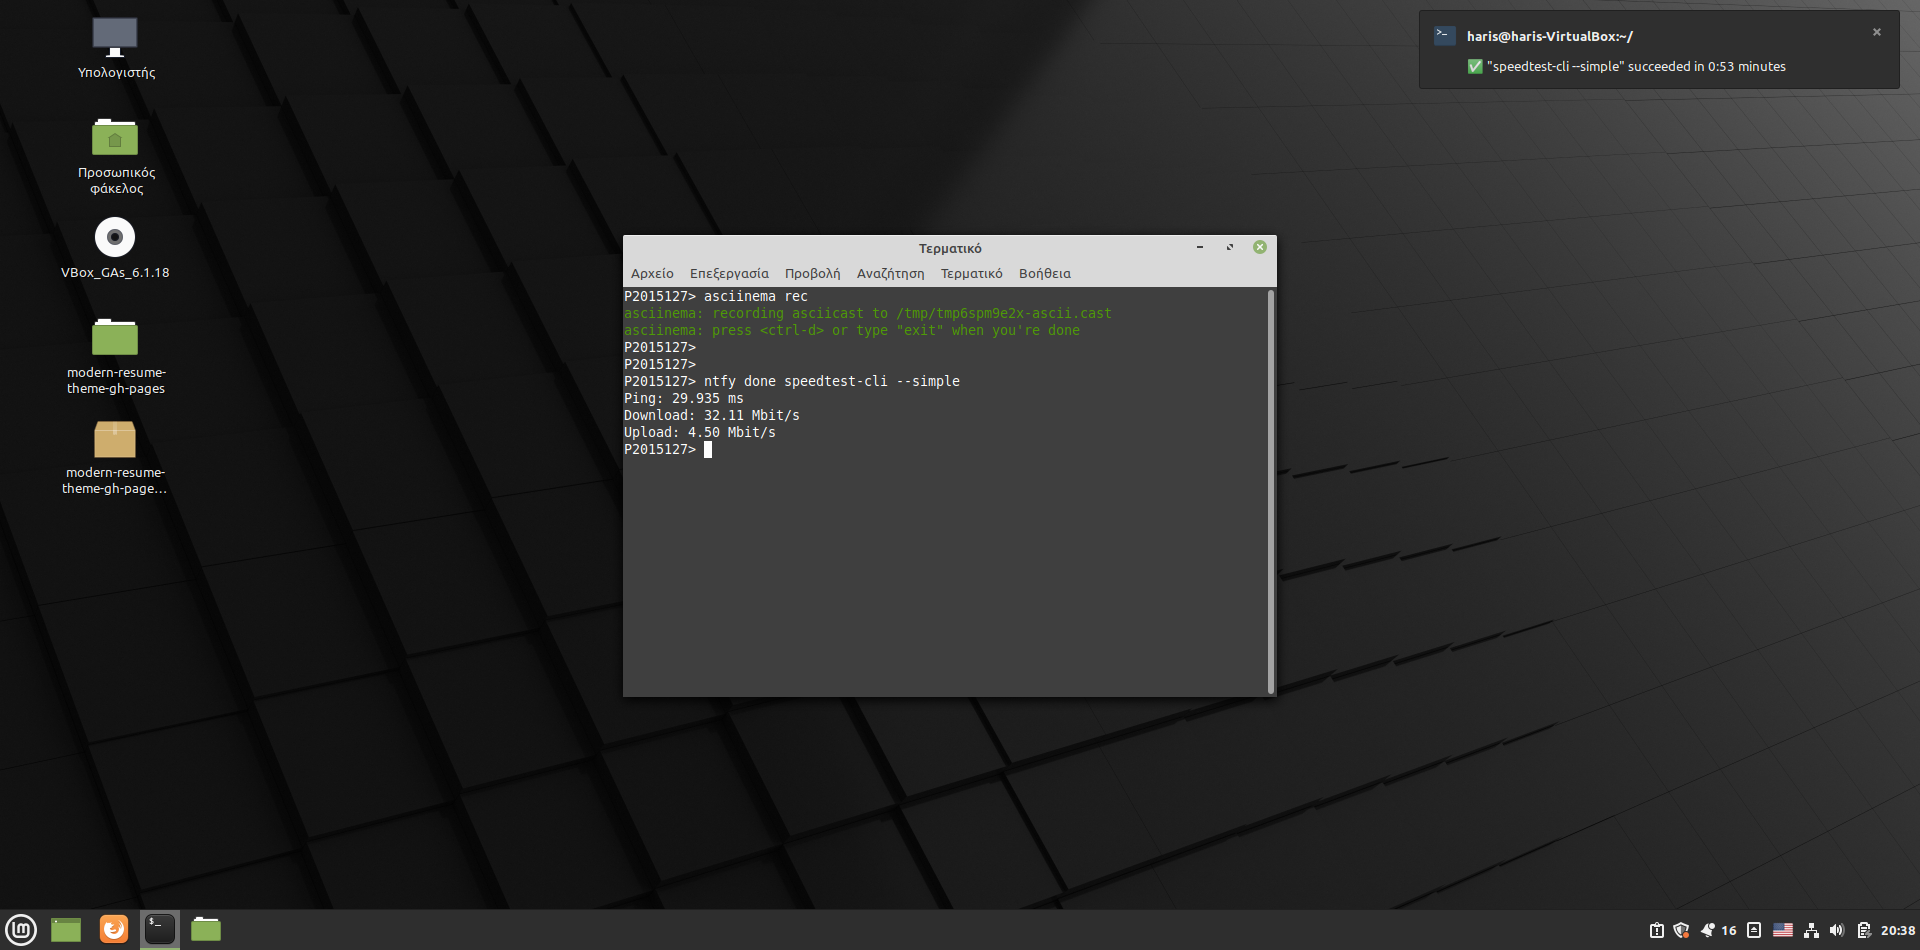 Υπολογιστής
Προσωπικός
φάκελος
VBox_GAs_6.1.18
modern-resume-
theme-gh-pages
modern-resume-
theme-gh-page...
haris@haris-VirtualBox:~/
✅ "speedtest-cli --simple" succeeded in 0:53 minutes
Τερματικό
Αρχείο Επεξεργασία Προβολή Αναζήτηση Τερματικό Βοήθεια
P2015127> asciinema rec
asciinema: recording asciicast to /tmp/tmp6spm9e2x-ascii.cast
asciinema: press <ctrl-d> or type "exit" when you're done
P2015127>
P2015127>
P2015127> ntfy done speedtest-cli --simple
Ping: 29.935 ms
Download: 32.11 Mbit/s
Upload: 4.50 Mbit/s
P2015127>
16 20:38